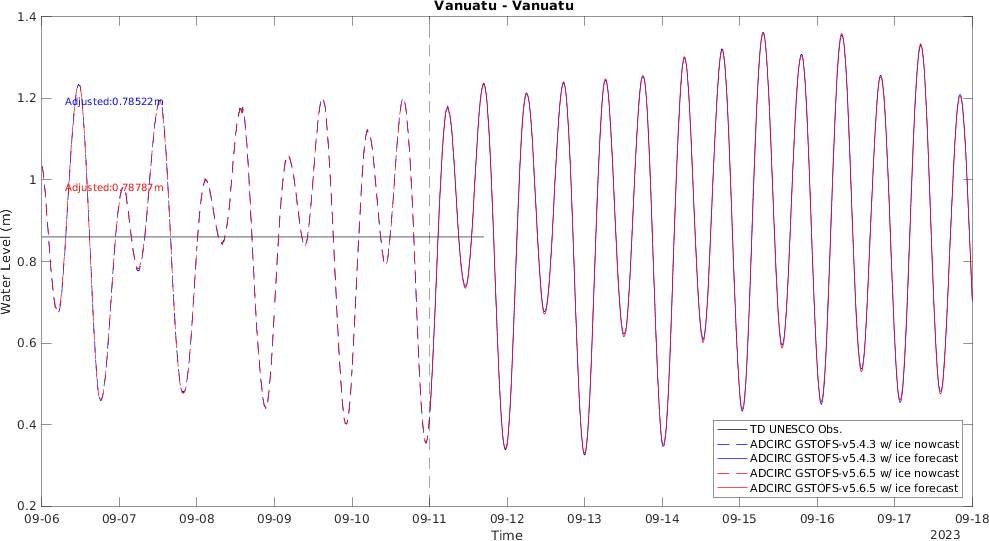 Vanuatu - Vanuatu
1.4
1.2
1
0.8
0.6
0.4
0.2
Water Level (m)
Adjusted:0.78522m
Adjusted:0.78787m
TD UNESCO Obs.
ADCIRC GSTOFS-v5.4.3 w/ ice nowcast
ADCIRC GSTOFS-v5.4.3 w/ ice forecast
ADCIRC GSTOFS-v5.6.5 w/ ice nowcast
ADCIRC GSTOFS-v5.6.5 w/ ice forecast
09-06 09-07 09-08 09-09 09-10 09-11 09-12 09-13 09-14 09-15 09-16 09-17 09-18
Time
2023